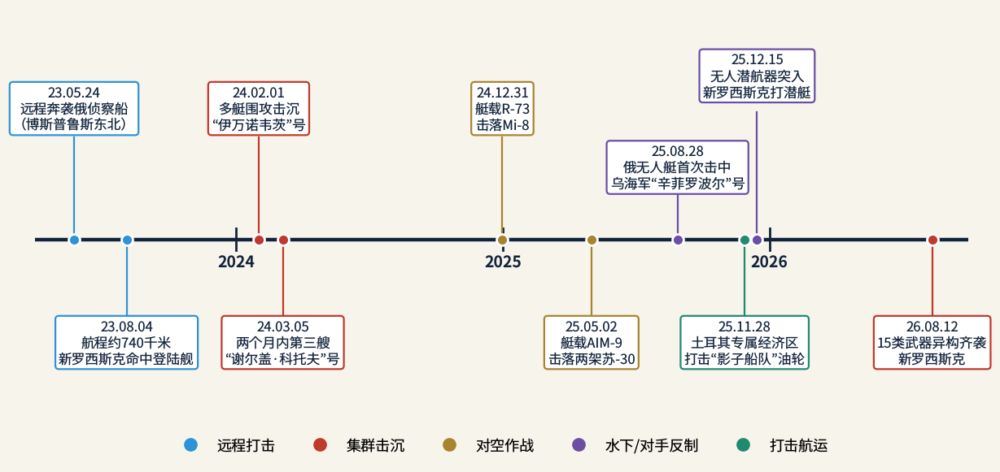 25.12.15
无人潜航器突入
新罗西斯克打潜艇
23.05.24
远程奔袭俄侦察船
（博斯普鲁斯东北）
24.02.01
多艇围攻击沉
“伊万诺韦茨”号
24.12.31
艇载R-73
击落Mi-8
25.08.28
俄无人艇首次击中
乌海军“辛菲罗波尔”号
2024
2025
2026
23.08.04
航程约740千米
新罗西斯克命中登陆舰
24.03.05
两个月内第三艘
“谢尔盖·科托夫”号
25.05.02
艇载AIM-9
击落两架苏-30
25.11.28
土耳其专属经济区
打击“影子船队”油轮
26.08.12
15类武器异构齐袭
新罗西斯克
远程打击
集群击沉
对空作战
水下/对手反制
打击航运